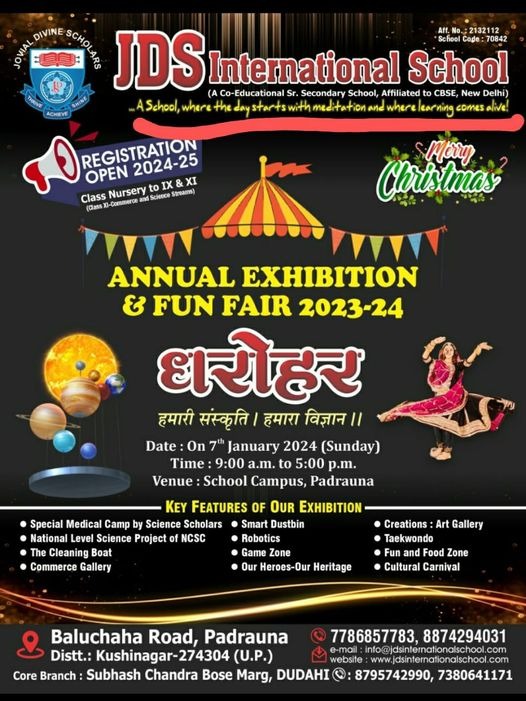 JOVIAL DIVINE SCHOLARS
THRIVE ACHIEVE SHINE
Aff. No. : 2132112
School Code : 70842
JDS International School
(A Co-Educational Sr. Secondary School, Affiliated to CBSE, New Delhi)
... A School, where the day starts with meditation and where learning comes alive!
REGISTRATION
OPEN 2024-25
Class Nursery to IX & XI
(Class XI-Commerce and Science Streams)
Merry
Christmas
ANNUAL EXHIBITION
& FUN FAIR 2023-24
धरोहर
हमारी संस्कृति । हमारा विज्ञान ।।
Date : On 7th January 2024 (Sunday)
Time : 9:00 a.m. to 5:00 p.m.
Venue : School Campus, Padrauna
KEY FEATURES OF OUR EXHIBITION
● Special Medical Camp by Science Scholars
● National Level Science Project of NCSC
● The Cleaning Boat
● Commerce Gallery
● Smart Dustbin
● Robotics
● Game Zone
● Our Heroes-Our Heritage
● Creations : Art Gallery
● Taekwondo
● Fun and Food Zone
● Cultural Carnival
Baluchaha Road, Padrauna
Distt.: Kushinagar-274304 (U.P.)
7786857783, 8874294031
e-mail : info@jdsinternationalschool.com
website : www.jdsinternationalschool.com
Core Branch : Subhash Chandra Bose Marg, DUDAHI : 8795742990, 7380641171